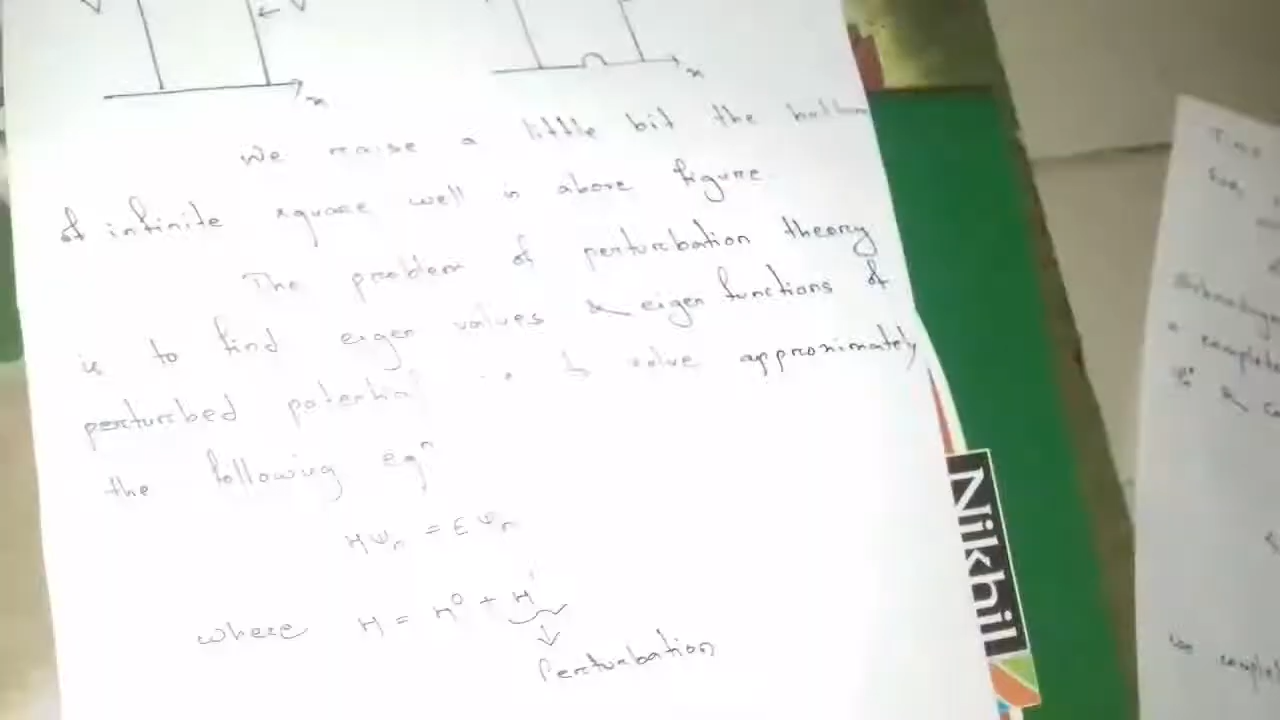 V
V
x
x
We raise a little bit the bottom
of infinite square well in above figure.
The problem of perturbation theory
is to find eigen values & eigen functions of
perturbed potential i.e to solve approximately
the following eqⁿ
Hψₙ = Eψₙ
where H = H⁰ + H'
↓
Perturbation
Nikhil
a complete